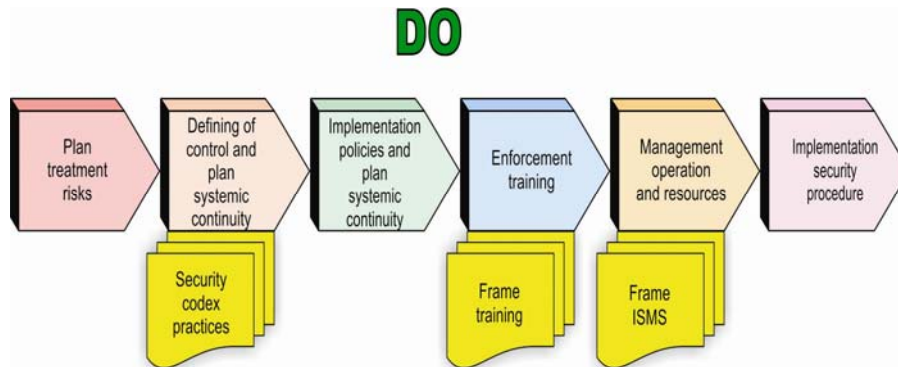 DO
Plan
treatment
risks
Defining of
control and
plan
systemic
continuity
Implementation
policies and
plan
systemic
continuity
Enforcement
training
Management
operation
and resources
Implementation
security
procedure
Security
codex
practices
Frame
training
Frame
ISMS